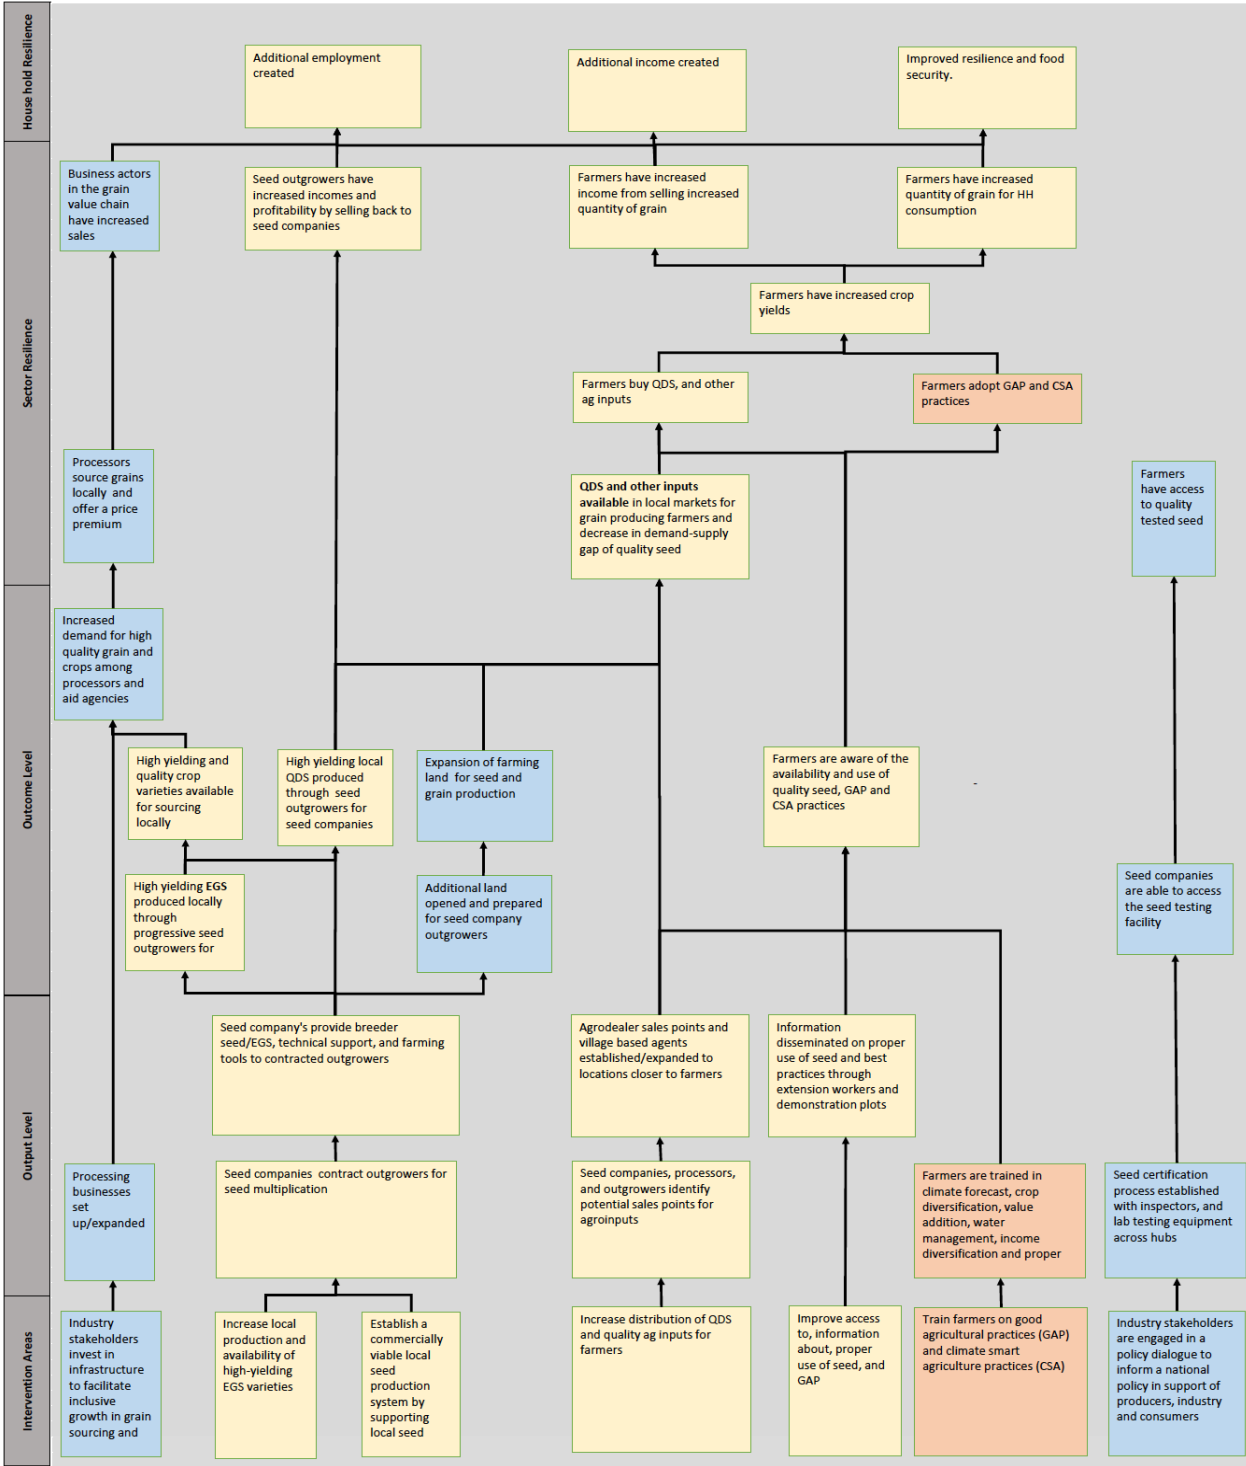 House hold Resilience
Additional employment
created
Additional income created
Improved resilience and food
security.
Sector Resilience
Business actors
in the grain
value chain
have increased
sales
Seed outgrowers have
increased incomes and
profitability by selling back to
seed companies
Farmers have increased
income from selling increased
quantity of grain
Farmers have increased
quantity of grain for HH
consumption
Farmers have increased crop
yields
Farmers buy QDS, and other
ag inputs
Farmers adopt GAP and CSA
practices
Processors
source grains
locally and
offer a price
premium
QDS and other inputs
available in local markets for
grain producing farmers and
decrease in demand-supply
gap of quality seed
Farmers
have access
to quality
tested seed
Outcome Level
Increased
demand for high
quality grain and
crops among
processors and
aid agencies
High yielding and
quality crop
varieties available
for sourcing
locally
High yielding local
QDS produced
through seed
outgrowers for
seed companies
Expansion of farming
land for seed and
grain production
Farmers are aware of the
availability and use of
quality seed, GAP and
CSA practices
-
High yielding EGS
produced locally
through
progressive seed
outgrowers for
Additional land
opened and prepared
for seed company
outgrowers
Seed companies
are able to access
the seed testing
facility
Output Level
Seed company's provide breeder
seed/EGS, technical support, and farming
tools to contracted outgrowers
Agrodealer sales points and
village based agents
established/expanded to
locations closer to farmers
Information
disseminated on proper
use of seed and best
practices through
extension workers and
demonstration plots
Processing
businesses
set
up/expanded
Seed companies contract outgrowers for
seed multiplication
Seed companies, processors,
and outgrowers identify
potential sales points for
agroinputs
Farmers are trained in
climate forecast, crop
diversification, value
addition, water
management, income
diversification and proper
Seed certification
process established
with inspectors, and
lab testing equipment
across hubs
Intervention Areas
Industry
stakeholders
invest in
infrastructure
to facilitate
inclusive
growth in grain
sourcing and
Increase local
production and
availability of
high-yielding
EGS varieties
Establish a
commercially
viable local
seed
production
system by
supporting
local seed
Increase distribution of QDS
and quality ag inputs for
farmers
Improve access
to, information
about, proper
use of seed, and
GAP
Train farmers on good
agricultural practices (GAP)
and climate smart
agriculture practices (CSA)
Industry stakeholders
are engaged in a
policy dialogue to
inform a national
policy in support of
producers, industry
and consumers